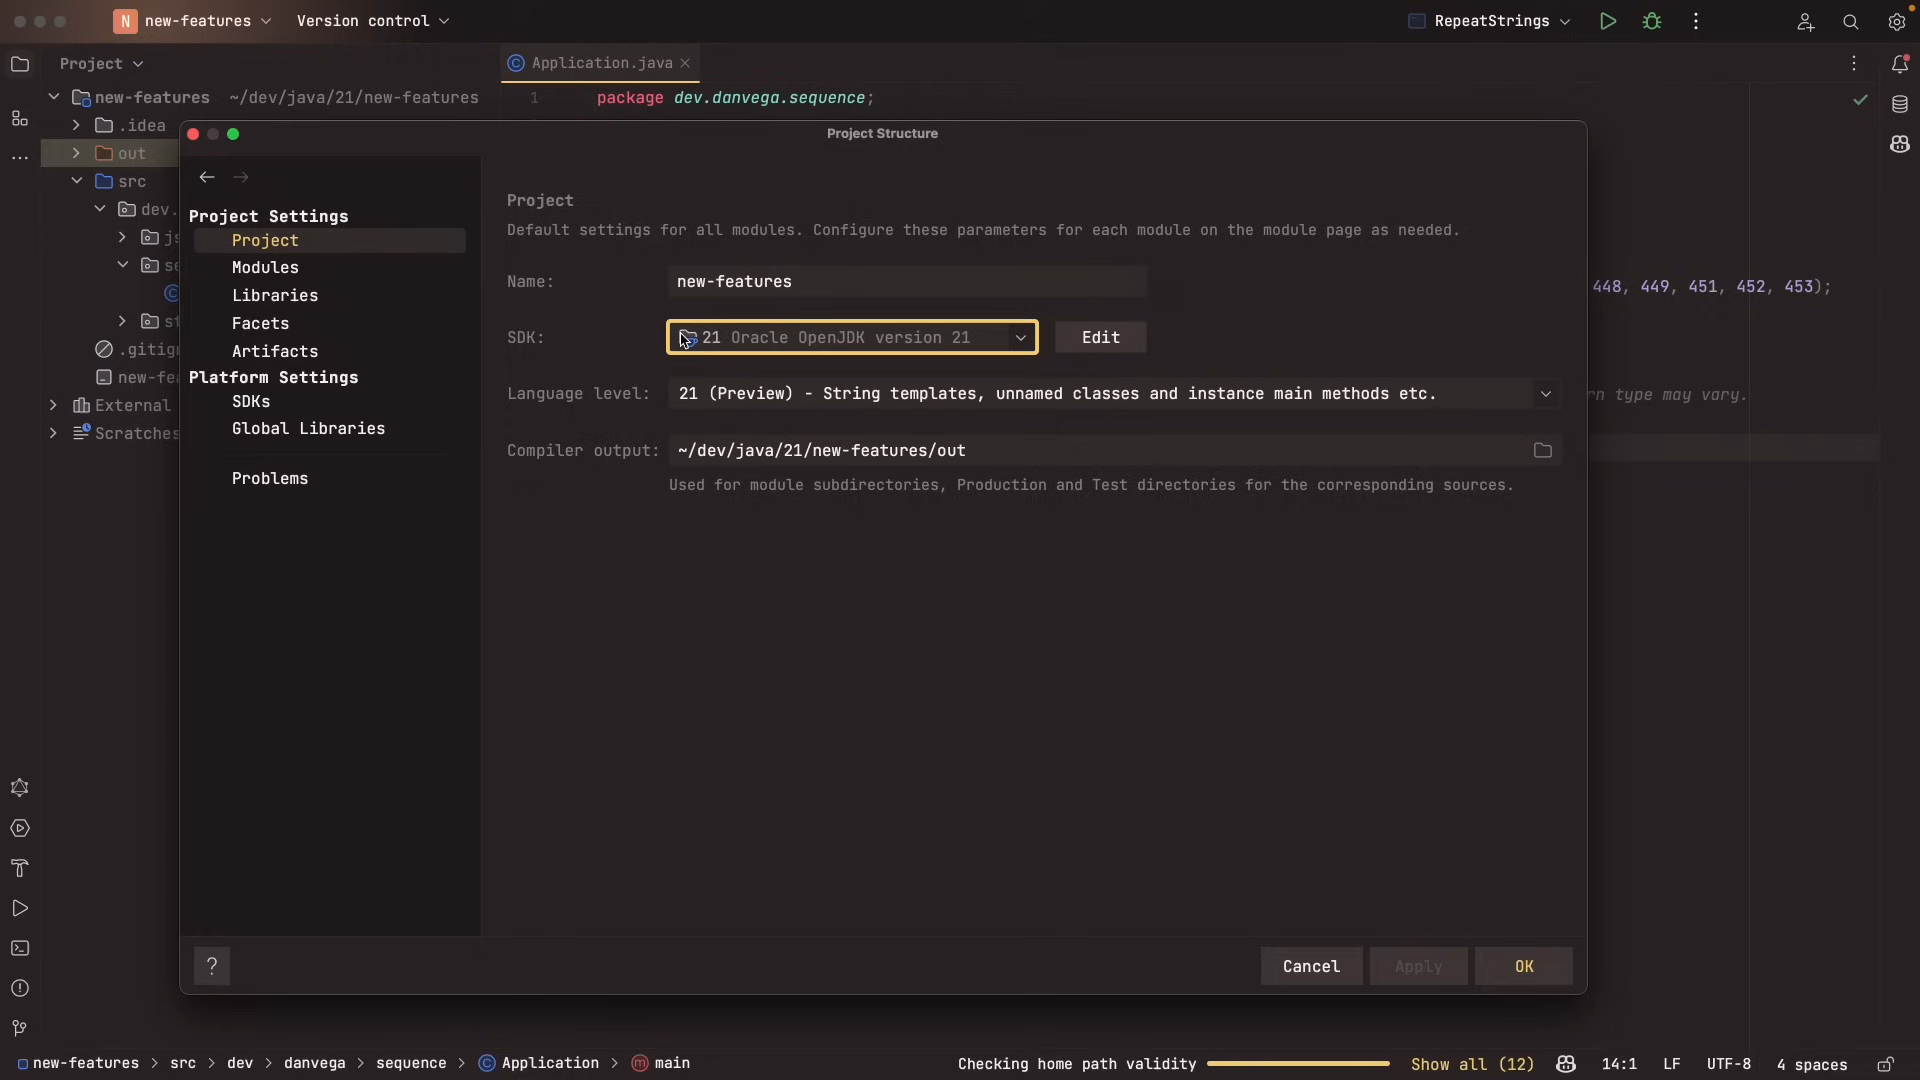 N new-features Version control RepeatStrings
Project
Application.java
new-features ~/dev/java/21/new-features
1 package dev.danvega.sequence;
.idea
Project Structure
out
src
Project Settings
Project
Modules
Libraries
Facets
Artifacts
Platform Settings
SDKs
Global Libraries
Problems
Project
Default settings for all modules. Configure these parameters for each module on the module page as needed.
Name: new-features
448, 449, 451, 452, 453);
SDK: 21 Oracle OpenJDK version 21 Edit
Language level: 21 (Preview) - String templates, unnamed classes and instance main methods etc.
type may vary.
Compiler output: ~/dev/java/21/new-features/out
Used for module subdirectories, Production and Test directories for the corresponding sources.
dev.
External
Scratches
? Cancel Apply OK
new-features > src > dev > danvega > sequence > Application > main
Checking home path validity Show all (12) 14:1 LF UTF-8 4 spaces